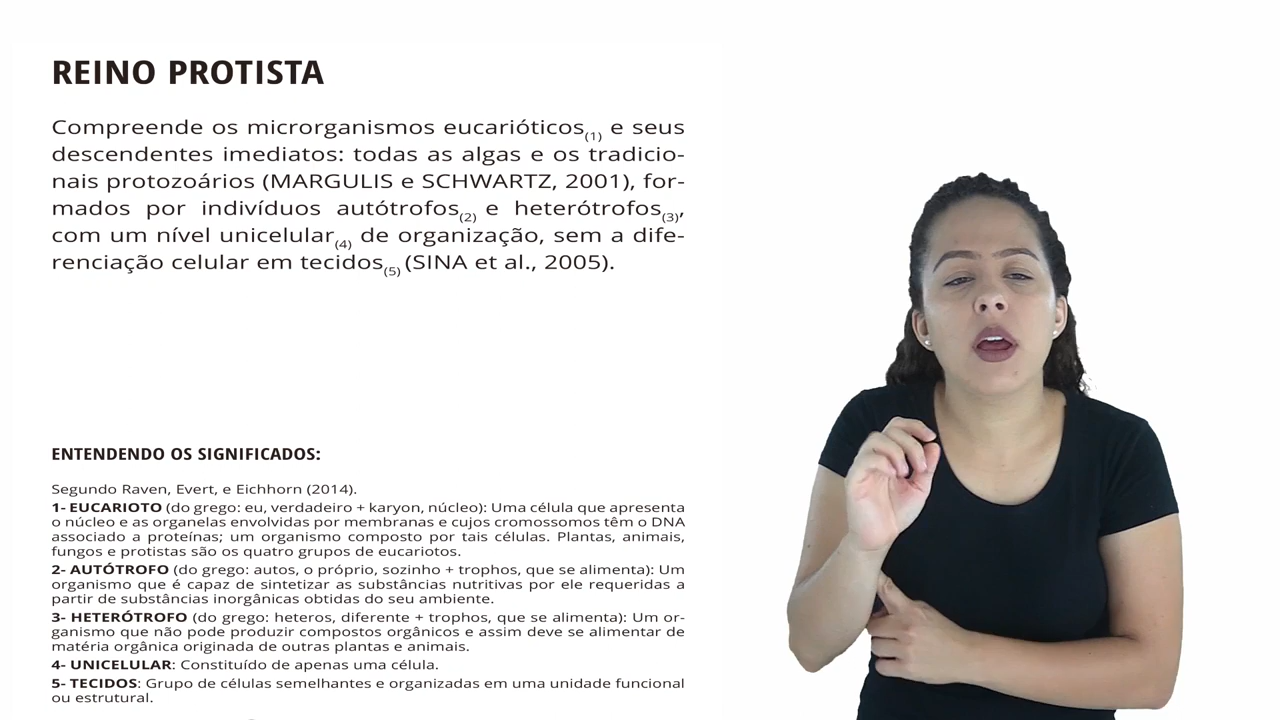 REINO PROTISTA
Compreende os microrganismos eucarióticos(1) e seus
descendentes imediatos: todas as algas e os tradicio-
nais protozoários (MARGULIS e SCHWARTZ, 2001), for-
mados por indivíduos autótrofos(2) e heterótrofos(3),
com um nível unicelular(4) de organização, sem a dife-
renciação celular em tecidos(5) (SINA et al., 2005).
ENTENDENDO OS SIGNIFICADOS:
Segundo Raven, Evert, e Eichhorn (2014).
1- EUCARIOTO (do grego: eu, verdadeiro + karyon, núcleo): Uma célula que apresenta
o núcleo e as organelas envolvidas por membranas e cujos cromossomos têm o DNA
associado a proteínas; um organismo composto por tais células. Plantas, animais,
fungos e protistas são os quatro grupos de eucariotos.
2- AUTÓTROFO (do grego: autos, o próprio, sozinho + trophos, que se alimenta): Um
organismo que é capaz de sintetizar as substâncias nutritivas por ele requeridas a
partir de substâncias inorgânicas obtidas do seu ambiente.
3- HETERÓTROFO (do grego: heteros, diferente + trophos, que se alimenta): Um or-
ganismo que não pode produzir compostos orgânicos e assim deve se alimentar de
matéria orgânica originada de outras plantas e animais.
4- UNICELULAR: Constituído de apenas uma célula.
5- TECIDOS: Grupo de células semelhantes e organizadas em uma unidade funcional
ou estrutural.